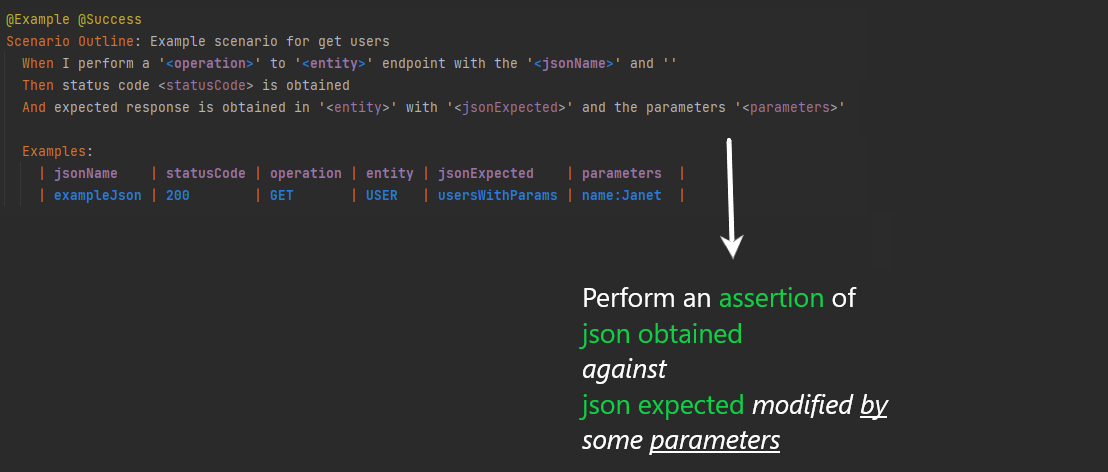 @Example @Success
Scenario Outline: Example scenario for get users
When I perform a '<operation>' to '<entity>' endpoint with the '<jsonName>' and ''
Then status code <statusCode> is obtained
And expected response is obtained in '<entity>' with '<jsonExpected>' and the parameters '<parameters>'
Examples:
| jsonName | statusCode | operation | entity | jsonExpected | parameters |
| exampleJson | 200 | GET | USER | usersWithParams | name:Janet |
Perform an assertion of
json obtained
against
json expected modified by
some parameters